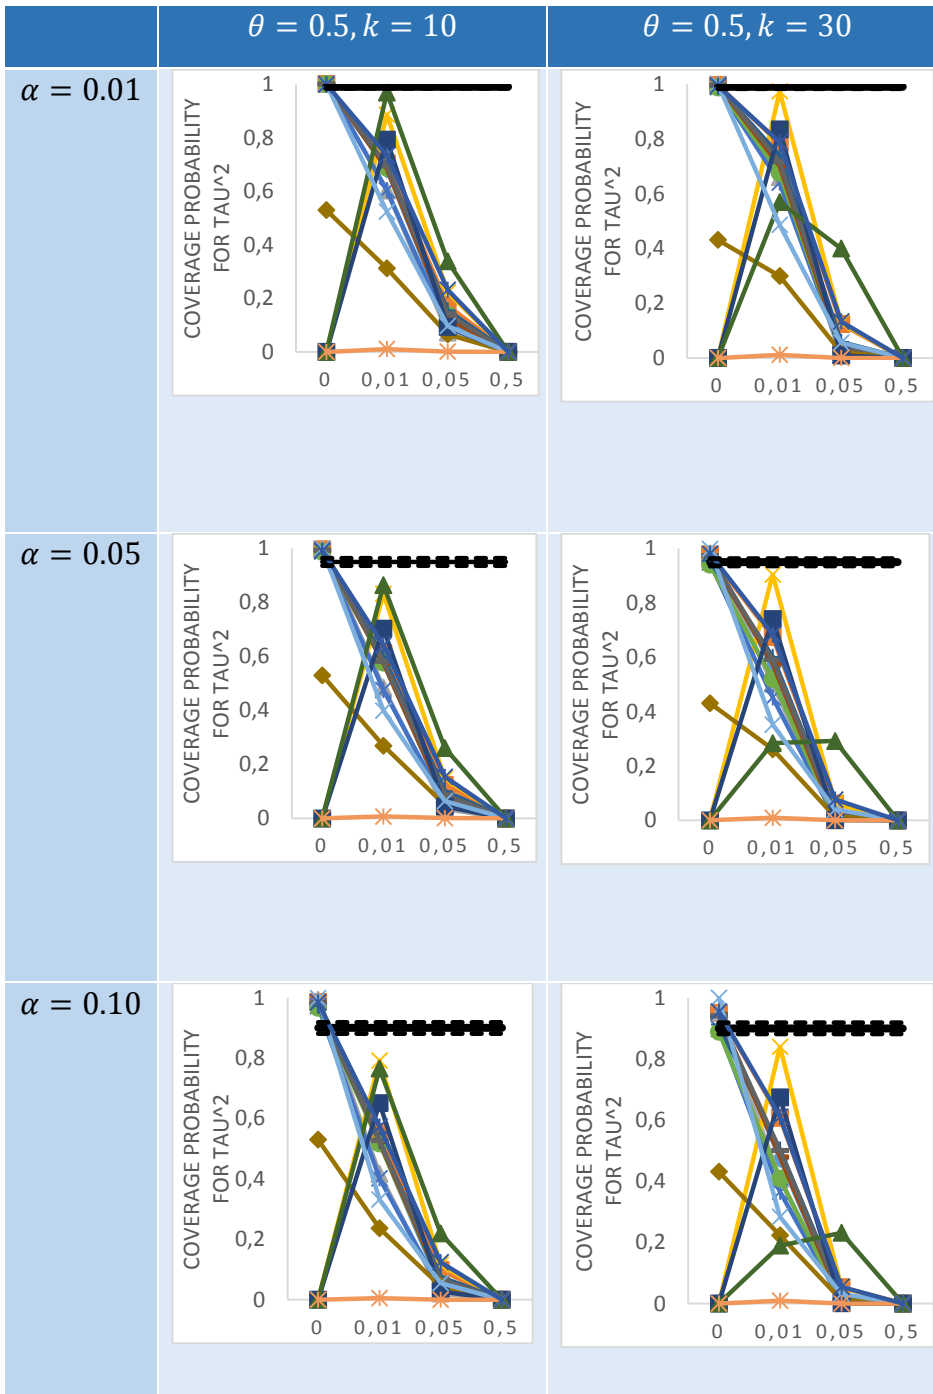 θ = 0.5, k = 10
θ = 0.5, k = 30
α = 0.01
COVERAGE PROBABILITY
FOR TAU^2
1
0,8
0,6
0,4
0,2
0
0 0,01 0,05 0,5
COVERAGE PROBABILITY
FOR TAU^2
1
0,8
0,6
0,4
0,2
0
0 0,01 0,05 0,5
α = 0.05
COVERAGE PROBABILITY
FOR TAU^2
1
0,8
0,6
0,4
0,2
0
0 0,01 0,05 0,5
COVERAGE PROBABILITY
FOR TAU^2
1
0,8
0,6
0,4
0,2
0
0 0,01 0,05 0,5
α = 0.10
COVERAGE PROBABILITY
FOR TAU^2
1
0,8
0,6
0,4
0,2
0
0 0,01 0,05 0,5
COVERAGE PROBABILITY
FOR TAU^2
1
0,8
0,6
0,4
0,2
0
0 0,01 0,05 0,5